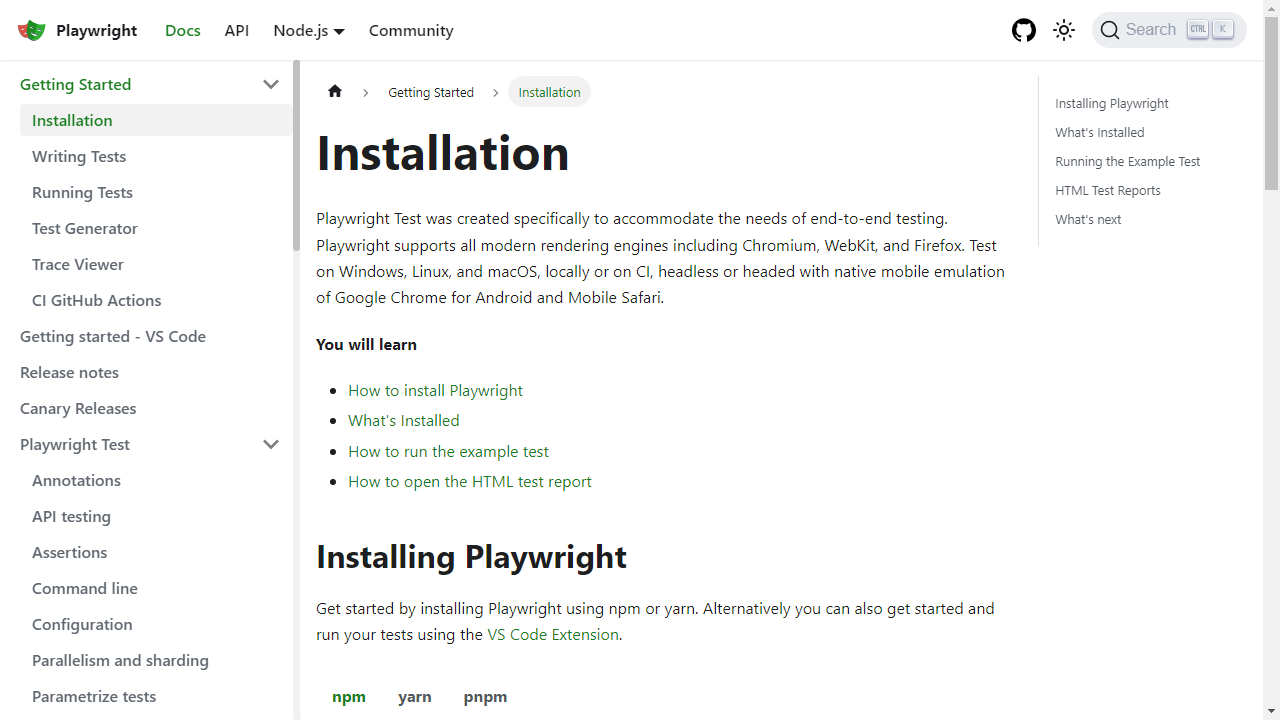 Playwright
Docs
API
Node.js
Community
Search
CTRL
K
Getting Started
Installation
Writing Tests
Running Tests
Test Generator
Trace Viewer
CI GitHub Actions
Getting started - VS Code
Release notes
Canary Releases
Playwright Test
Annotations
API testing
Assertions
Command line
Configuration
Parallelism and sharding
Parametrize tests
Getting Started
Installation
Installation
Playwright Test was created specifically to accommodate the needs of end-to-end testing.
Playwright supports all modern rendering engines including Chromium, WebKit, and Firefox. Test
on Windows, Linux, and macOS, locally or on CI, headless or headed with native mobile emulation
of Google Chrome for Android and Mobile Safari.
You will learn
How to install Playwright
What's Installed
How to run the example test
How to open the HTML test report
Installing Playwright
Get started by installing Playwright using npm or yarn. Alternatively you can also get started and
run your tests using the VS Code Extension.
npm
yarn
pnpm
Installing Playwright
What's Installed
Running the Example Test
HTML Test Reports
What's next